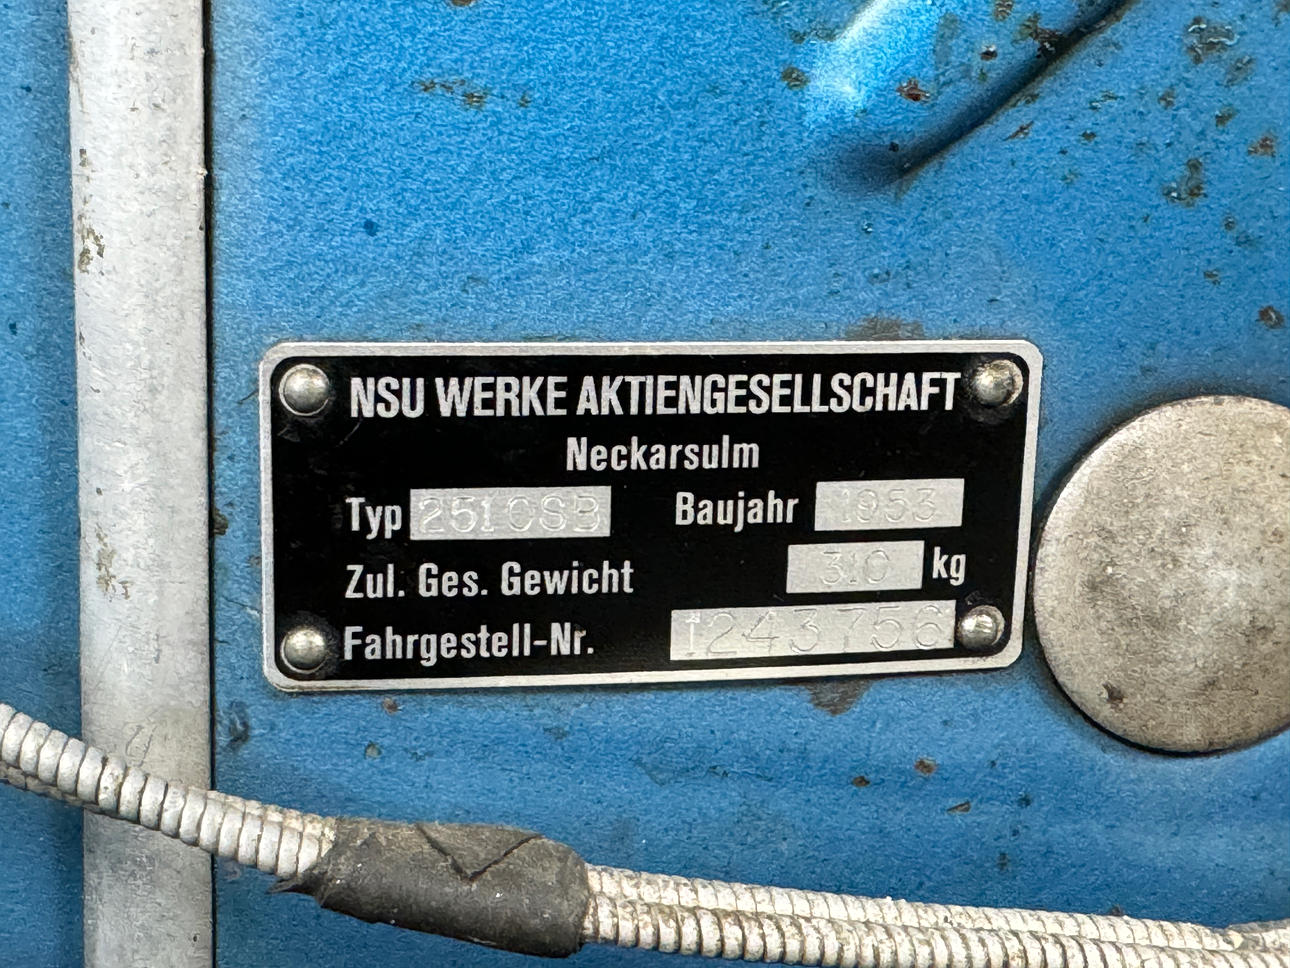 NSU WERKE AKTIENGESELLSCHAFT
Neckarsulm
Typ 251OSB Baujahr 1953
Zul. Ges. Gewicht 310 kg
Fahrgestell-Nr. 1243756